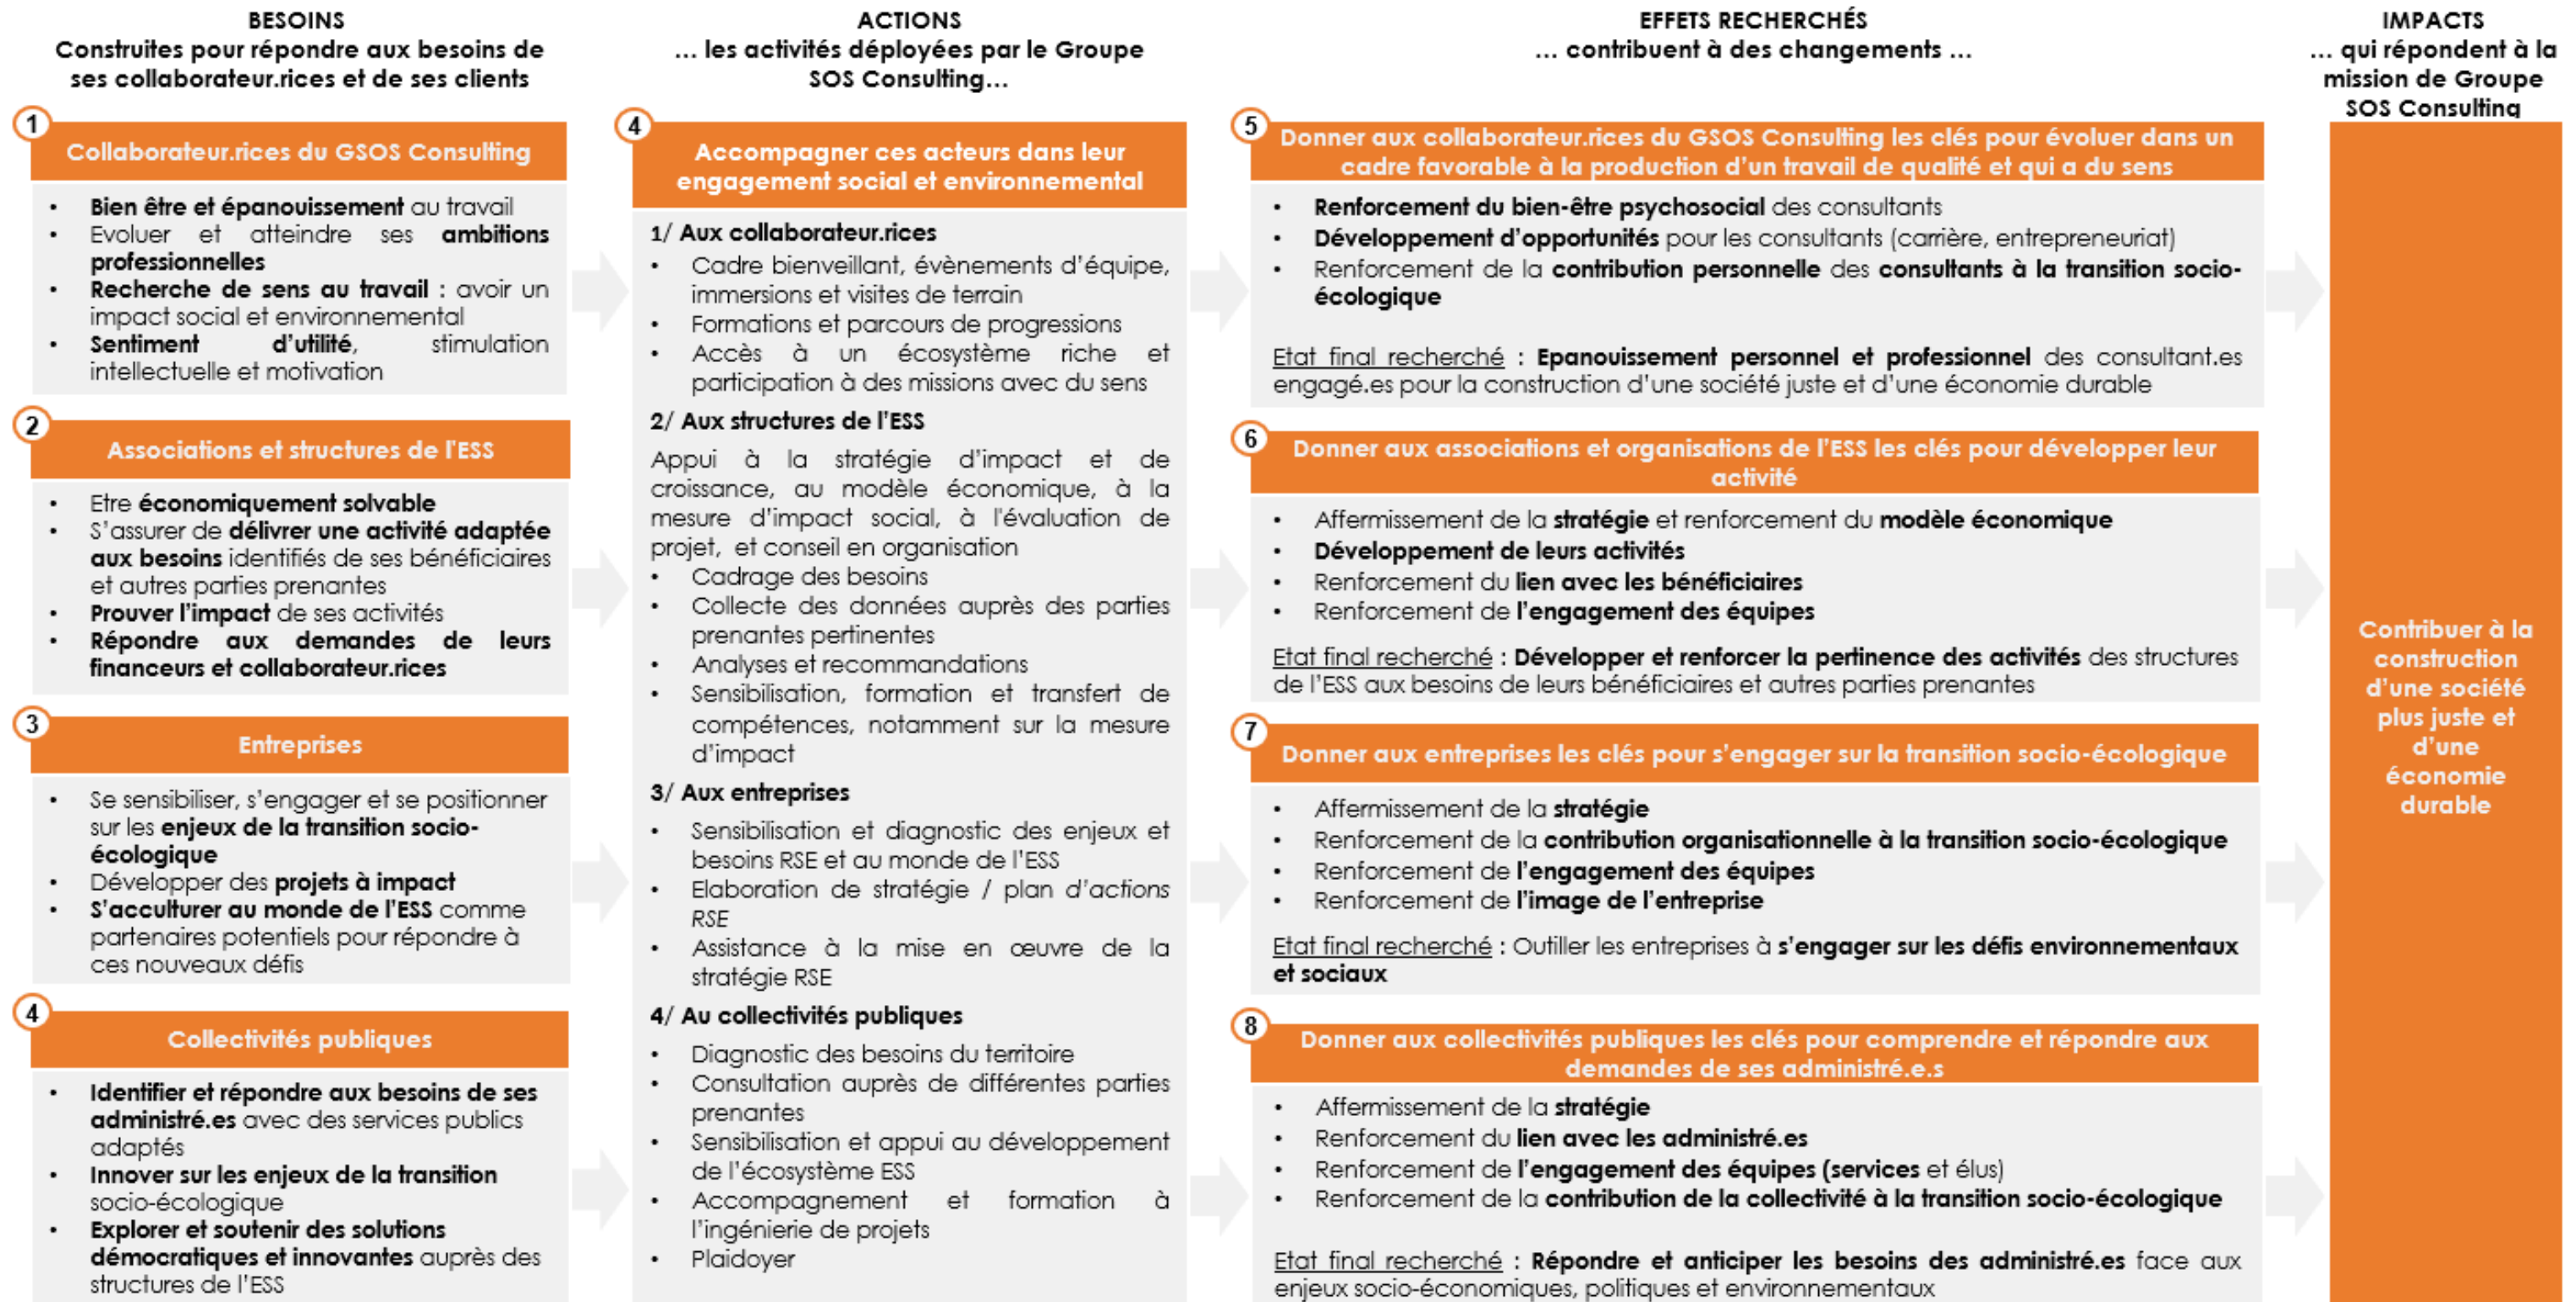 BESOINS
Construites pour répondre aux besoins de
ses collaborateur.rices et de ses clients
1
Collaborateur.rices du GSOS Consulting
• Bien être et épanouissement au travail
• Evoluer et atteindre ses ambitions
professionnelles
• Recherche de sens au travail : avoir un
impact social et environnemental
• Sentiment d'utilité, stimulation
intellectuelle et motivation
2
Associations et structures de l'ESS
• Etre économiquement solvable
• S'assurer de délivrer une activité adaptée
aux besoins identifiés de ses bénéficiaires
et autres parties prenantes
• Prouver l'impact de ses activités
• Répondre aux demandes de leurs
financeurs et collaborateur.rices
3
Entreprises
• Se sensibiliser, s'engager et se positionner
sur les enjeux de la transition socio-
écologique
• Développer des projets à impact
• S'acculturer au monde de l'ESS comme
partenaires potentiels pour répondre à
ces nouveaux défis
4
Collectivités publiques
• Identifier et répondre aux besoins de ses
administré.es avec des services publics
adaptés
• Innover sur les enjeux de la transition
socio-écologique
• Explorer et soutenir des solutions
démocratiques et innovantes auprès des
structures de l'ESS
ACTIONS
... les activités déployées par le Groupe
SOS Consulting...
4
Accompagner ces acteurs dans leur
engagement social et environnemental
1/ Aux collaborateur.rices
• Cadre bienveillant, évènements d'équipe,
immersions et visites de terrain
• Formations et parcours de progressions
• Accès à un écosystème riche et
participation à des missions avec du sens
2/ Aux structures de l'ESS
Appui à la stratégie d'impact et de
croissance, au modèle économique, à la
mesure d'impact social, à l'évaluation de
projet, et conseil en organisation
• Cadrage des besoins
• Collecte des données auprès des parties
prenantes pertinentes
• Analyses et recommandations
• Sensibilisation, formation et transfert de
compétences, notamment sur la mesure
d'impact
3/ Aux entreprises
• Sensibilisation et diagnostic des enjeux et
besoins RSE et au monde de l'ESS
• Elaboration de stratégie / plan d'actions
RSE
• Assistance à la mise en œuvre de la
stratégie RSE
4/ Au collectivités publiques
• Diagnostic des besoins du territoire
• Consultation auprès de différentes parties
prenantes
• Sensibilisation et appui au développement
de l'écosystème ESS
• Accompagnement et formation à
l'ingénierie de projets
• Plaidoyer
EFFETS RECHERCHÉS
... contribuent à des changements ...
5
Donner aux collaborateur.rices du GSOS Consulting les clés pour évoluer dans un
cadre favorable à la production d'un travail de qualité et qui a du sens
• Renforcement du bien-être psychosocial des consultants
• Développement d'opportunités pour les consultants (carrière, entrepreneuriat)
• Renforcement de la contribution personnelle des consultants à la transition socio-
écologique
Etat final recherché : Epanouissement personnel et professionnel des consultant.es
engagé.es pour la construction d'une société juste et d'une économie durable
6
Donner aux associations et organisations de l'ESS les clés pour développer leur
activité
• Affermissement de la stratégie et renforcement du modèle économique
• Développement de leurs activités
• Renforcement du lien avec les bénéficiaires
• Renforcement de l'engagement des équipes
Etat final recherché : Développer et renforcer la pertinence des activités des structures
de l'ESS aux besoins de leurs bénéficiaires et autres parties prenantes
7
Donner aux entreprises les clés pour s'engager sur la transition socio-écologique
• Affermissement de la stratégie
• Renforcement de la contribution organisationnelle à la transition socio-écologique
• Renforcement de l'engagement des équipes
• Renforcement de l'image de l'entreprise
Etat final recherché : Outiller les entreprises à s'engager sur les défis environnementaux
et sociaux
8
Donner aux collectivités publiques les clés pour comprendre et répondre aux
demandes de ses administré.e.s
• Affermissement de la stratégie
• Renforcement du lien avec les administré.es
• Renforcement de l'engagement des équipes (services et élus)
• Renforcement de la contribution de la collectivité à la transition socio-écologique
Etat final recherché : Répondre et anticiper les besoins des administré.es face aux
enjeux socio-économiques, politiques et environnementaux
IMPACTS
... qui répondent à la
mission de Groupe
SOS Consulting
Contribuer à la
construction
d'une société
plus juste et
d'une
économie
durable